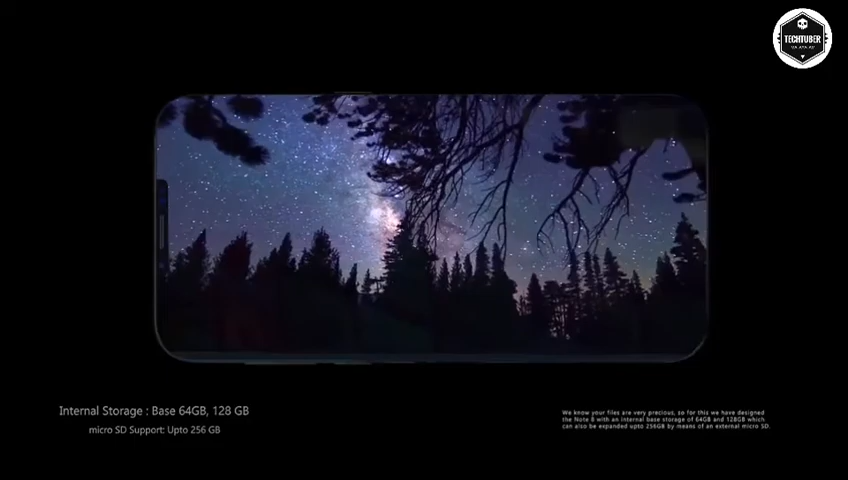 TECHTUBER
Internal Storage : Base 64GB, 128 GB
micro SD Support: Upto 256 GB
We know your files are very precious, so for this we have designed
the Note 8 with an internal base storage of 64GB and 128GB which
can also be expanded upto 256GB by means of an external micro SD.